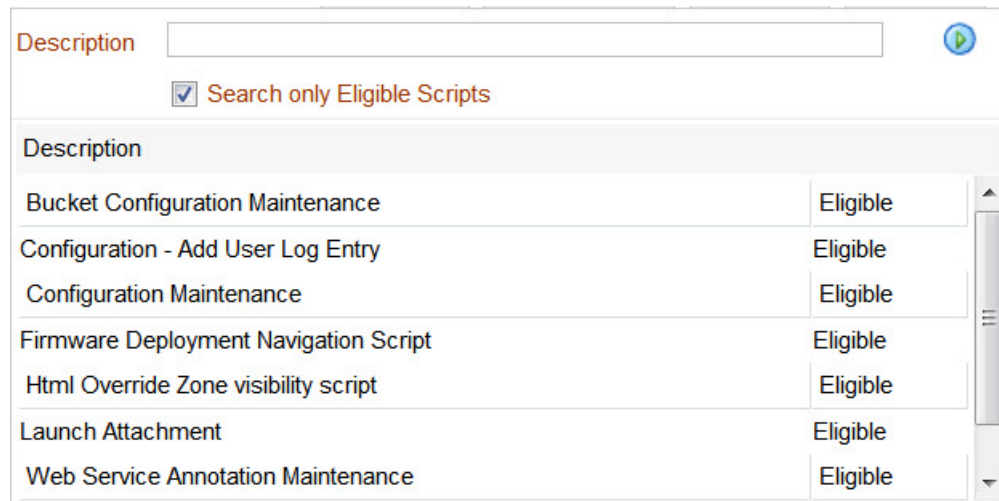 Description
Search only Eligible Scripts
Description
Bucket Configuration Maintenance Eligible
Configuration - Add User Log Entry Eligible
Configuration Maintenance Eligible
Firmware Deployment Navigation Script Eligible
Html Override Zone visibility script Eligible
Launch Attachment Eligible
Web Service Annotation Maintenance Eligible